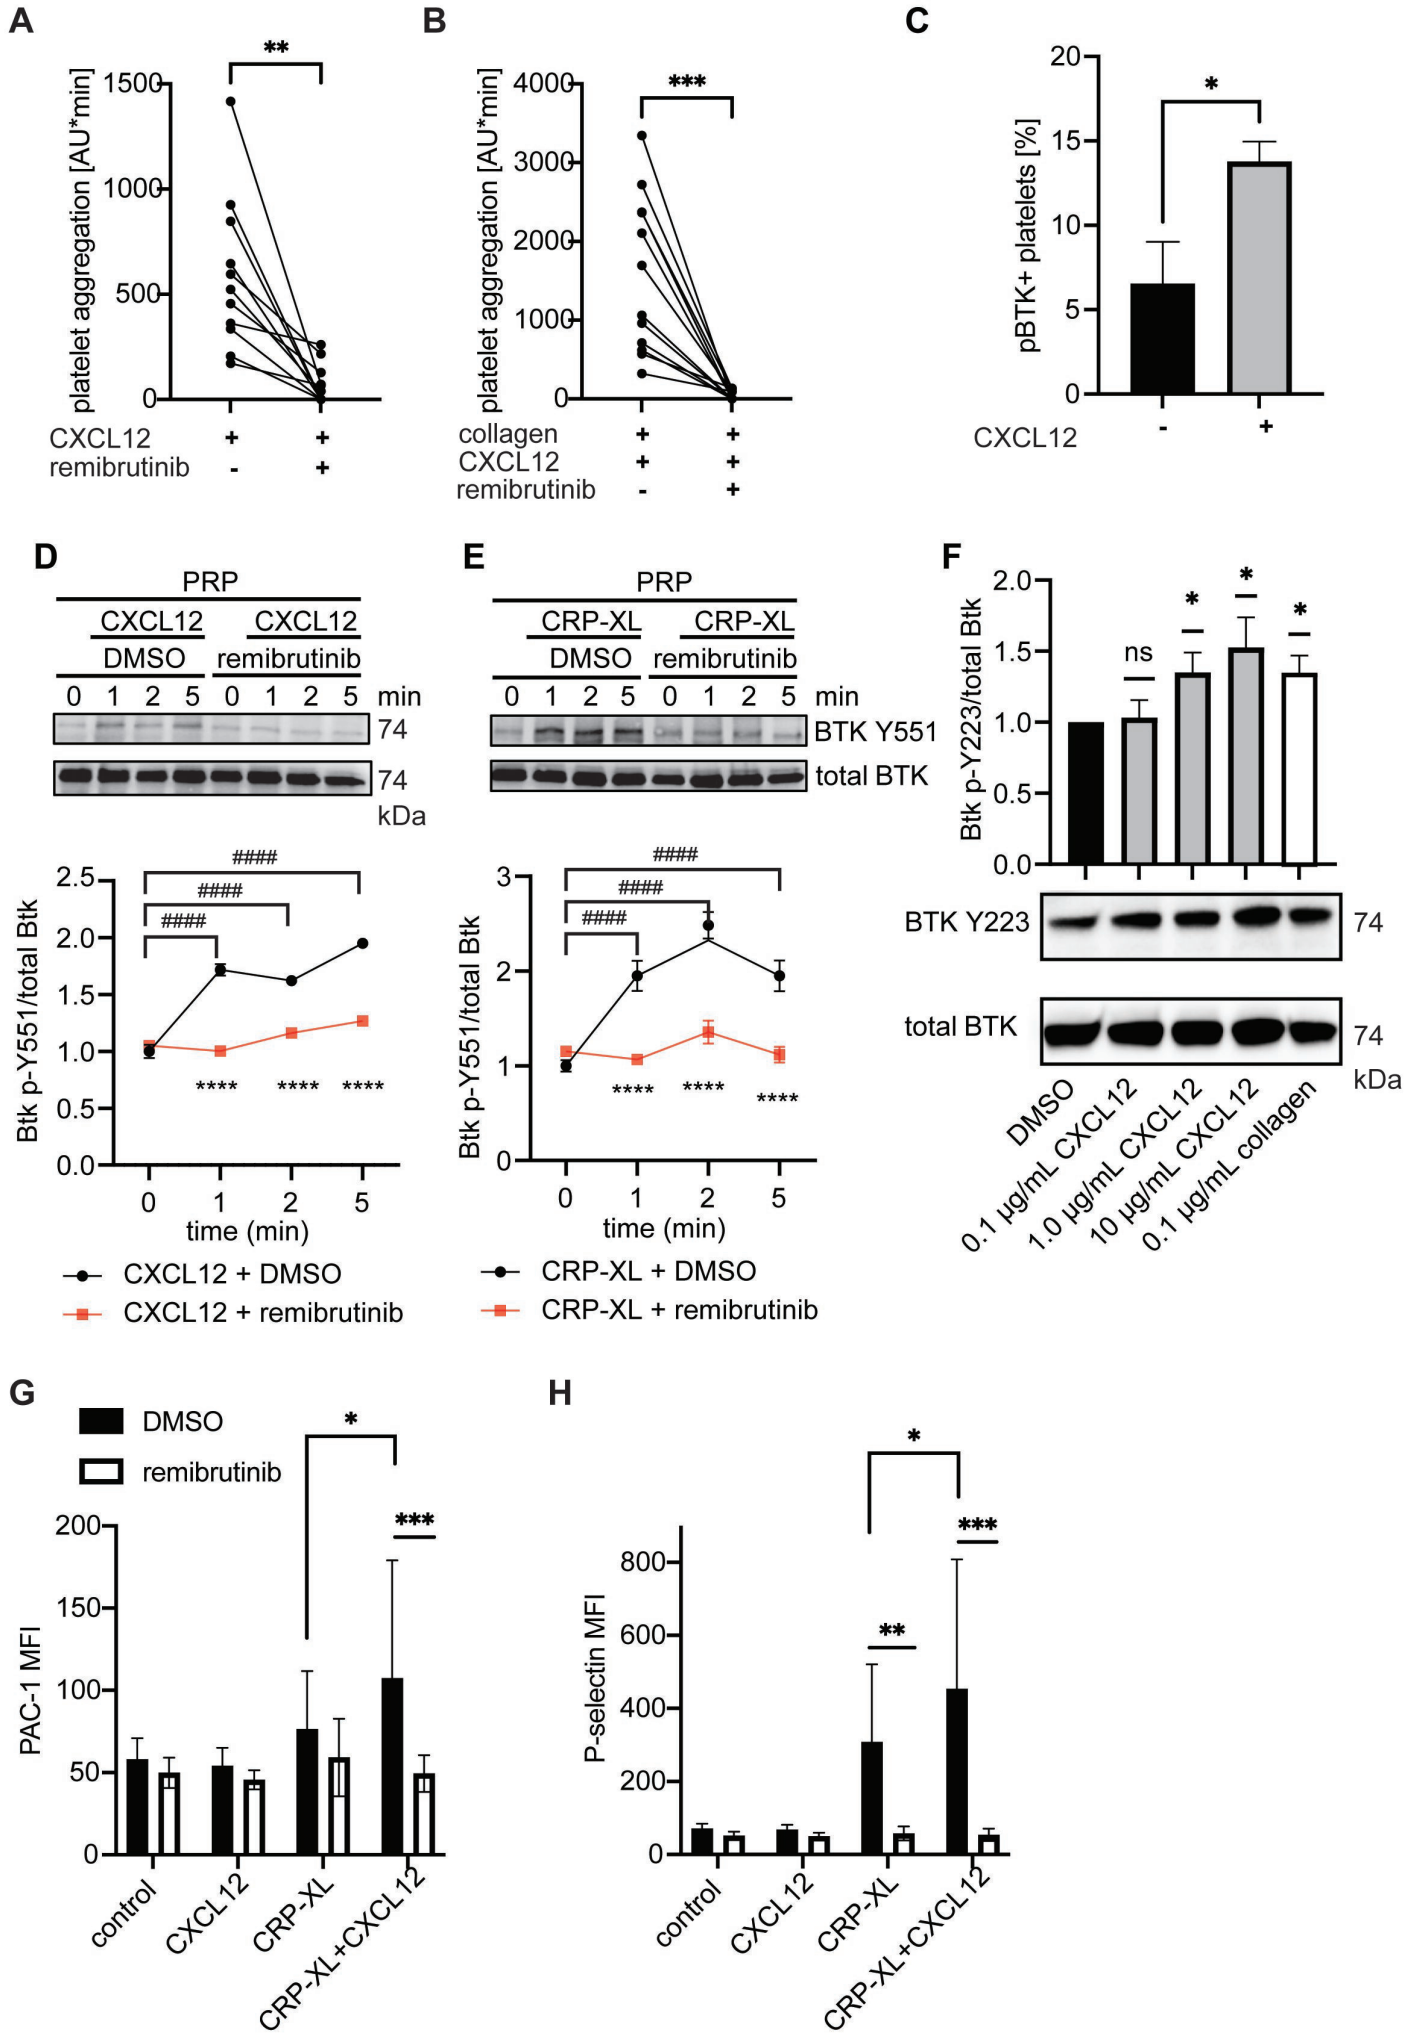 A
B
C
**
***
*
platelet aggregation [AU*min]
1500
1000
500
0
CXCL12 + +
remibrutinib - +
platelet aggregation [AU*min]
4000
3000
2000
1000
0
collagen + +
CXCL12 + +
remibrutinib - +
pBTK+ platelets [%]
20
15
10
5
0
CXCL12 - +
D
PRP
CXCL12 CXCL12
DMSO remibrutinib
0 1 2 5 0 1 2 5 min
74
74
kDa
Btk p-Y551/total Btk
2.5
2.0
1.5
1.0
0.5
0.0
####
####
####
**** **** ****
0 1 2 5
time (min)
CXCL12 + DMSO
CXCL12 + remibrutinib
E
PRP
CRP-XL CRP-XL
DMSO remibrutinib
0 1 2 5 0 1 2 5 min
BTK Y551
total BTK
Btk p-Y551/total Btk
3
2
1
0
####
####
####
**** **** ****
0 1 2 5
time (min)
CRP-XL + DMSO
CRP-XL + remibrutinib
F
Btk p-Y223/total Btk
2.0
1.5
1.0
0.5
0.0
ns * * *
BTK Y223 74
total BTK 74
kDa
DMSO
0.1 µg/mL CXCL12
1.0 µg/mL CXCL12
10 µg/mL CXCL12
0.1 µg/mL collagen
G
DMSO
remibrutinib
*
***
PAC-1 MFI
200
150
100
50
0
control
CXCL12
CRP-XL
CRP-XL+CXCL12
H
*
***
**
P-selectin MFI
800
600
400
200
0
control
CXCL12
CRP-XL
CRP-XL+CXCL12